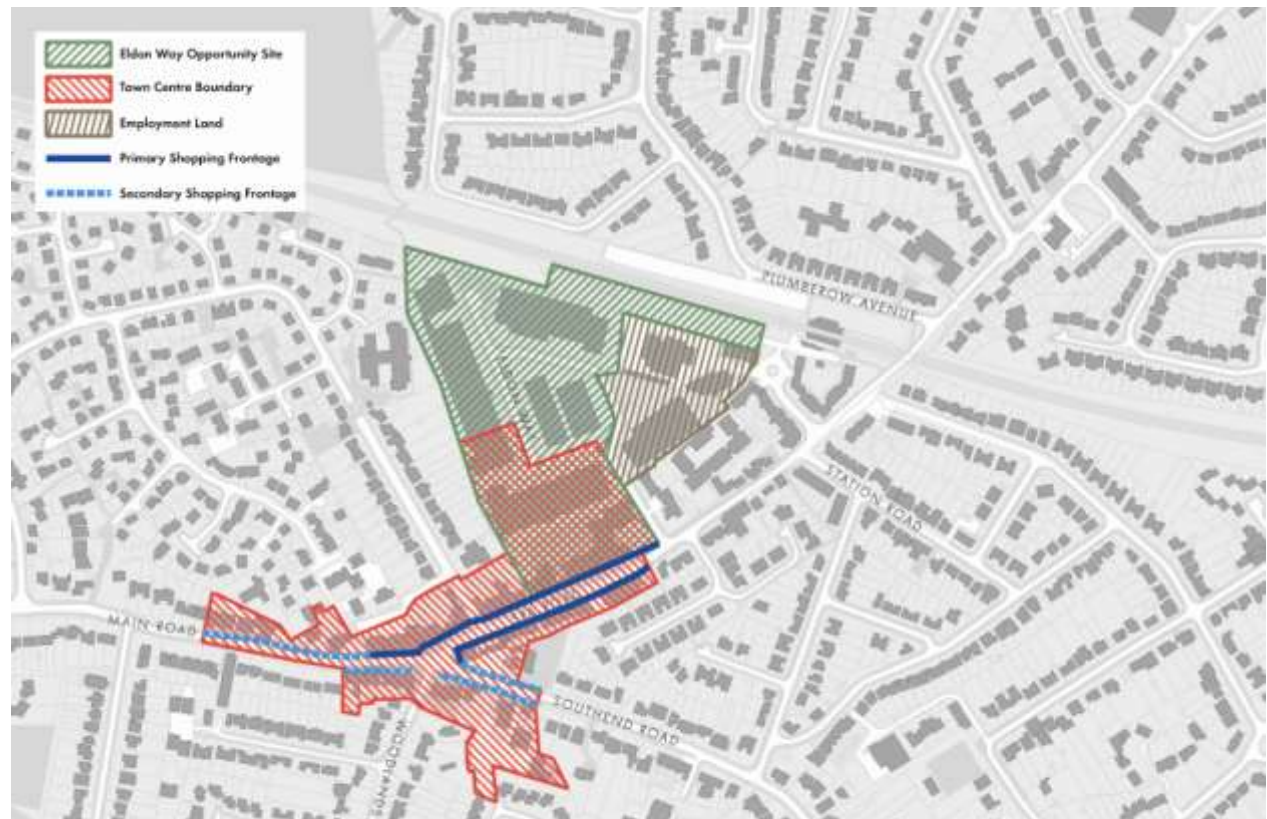 Eldon Way Opportunity Site
Town Centre Boundary
Employment Land
Primary Shopping Frontage
Secondary Shopping Frontage
PLUMBEROW AVENUE
STATION ROAD
MAIN ROAD
SOUTHEND ROAD
WOODLANDS